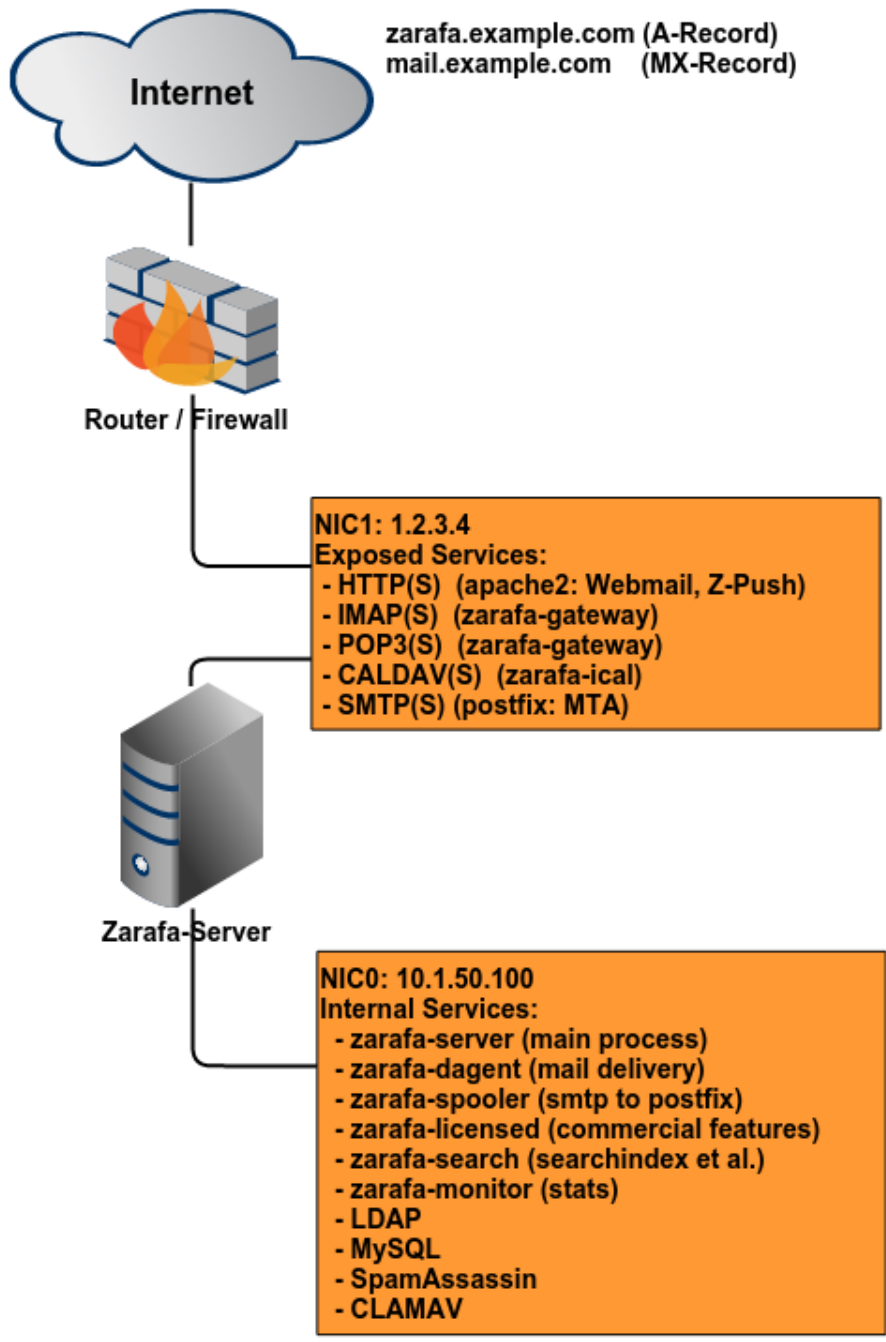 zarafa.example.com (A-Record)
mail.example.com (MX-Record)
Internet
Router / Firewall
NIC1: 1.2.3.4
Exposed Services:
- HTTP(S) (apache2: Webmail, Z-Push)
- IMAP(S) (zarafa-gateway)
- POP3(S) (zarafa-gateway)
- CALDAV(S) (zarafa-ical)
- SMTP(S) (postfix: MTA)
Zarafa-Server
NIC0: 10.1.50.100
Internal Services:
- zarafa-server (main process)
- zarafa-dagent (mail delivery)
- zarafa-spooler (smtp to postfix)
- zarafa-licensed (commercial features)
- zarafa-search (searchindex et al.)
- zarafa-monitor (stats)
- LDAP
- MySQL
- SpamAssassin
- CLAMAV